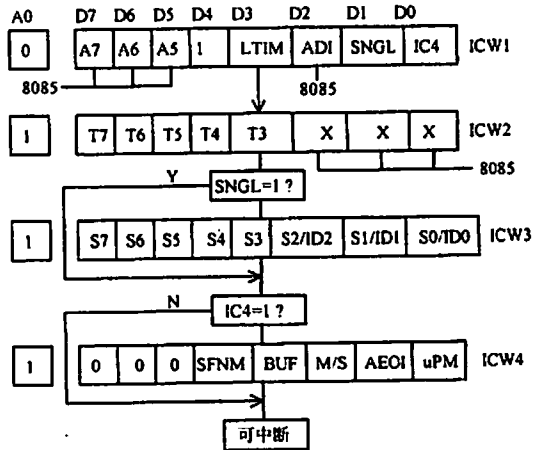 A0 D7 D6 D5 D4 D3 D2 D1 D0
0 A7 A6 A5 1 LTIM ADI SNGL IC4 ICW1
8085 8085
1 T7 T6 T5 T4 T3 X X X ICW2
8085
Y SNGL=1?
1 S7 S6 S5 S4 S3 S2/ID2 S1/ID1 S0/ID0 ICW3
N IC4=1?
1 0 0 0 SFNM BUF M/S AEOI uPM ICW4
可中断